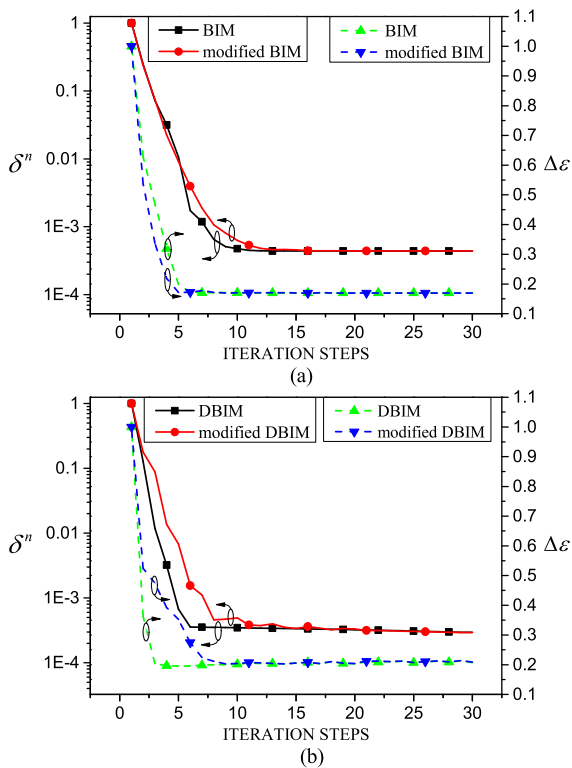 BIM
modified BIM
BIM
modified BIM
1
0.1
0.01
1E-3
1E-4
δⁿ
1.1
1.0
0.9
0.8
0.7
0.6
0.5
0.4
0.3
0.2
0.1
Δε
0 5 10 15 20 25 30
ITERATION STEPS
(a)
DBIM
modified DBIM
DBIM
modified DBIM
1
0.1
0.01
1E-3
1E-4
δⁿ
1.1
1.0
0.9
0.8
0.7
0.6
0.5
0.4
0.3
0.2
0.1
Δε
0 5 10 15 20 25 30
ITERATION STEPS
(b)